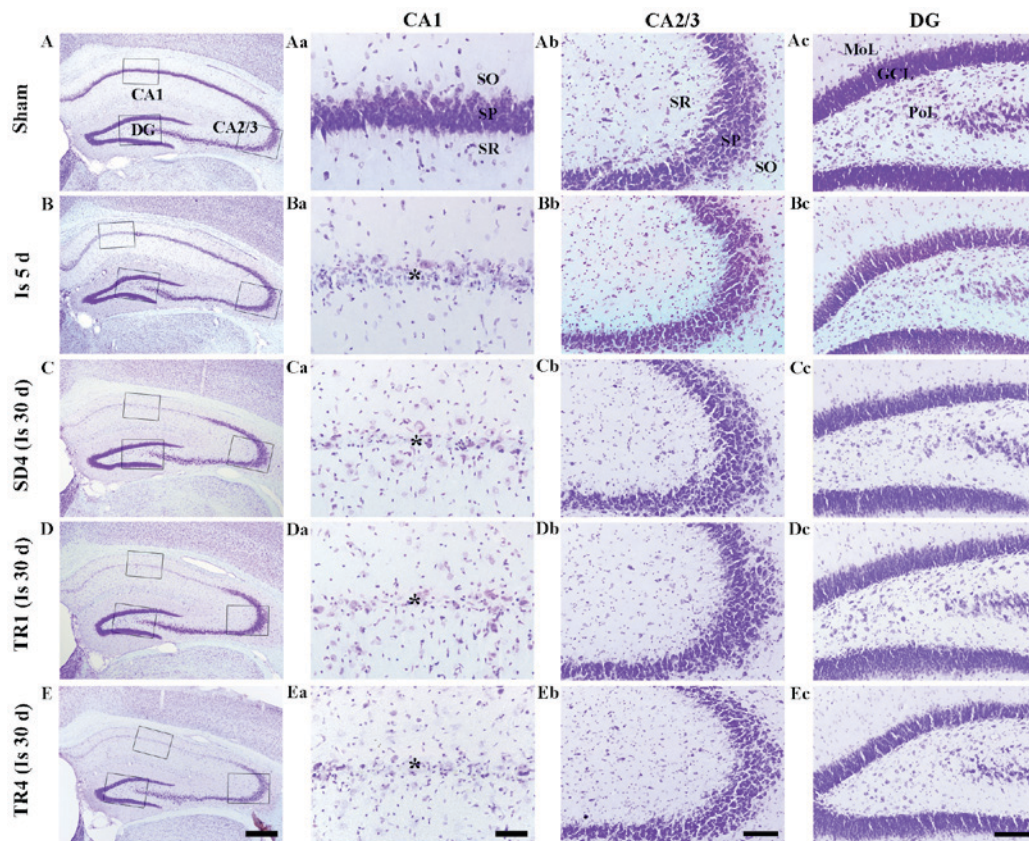 CA1 CA2/3 DG
Sham
A CA1 DG CA2/3
Aa SO SP SR
Ab SR SP SO
Ac MoL GCL PoL
Is 5 d
B
Ba *
Bb
Bc
SD4 (Is 30 d)
C
Ca *
Cb
Cc
TR1 (Is 30 d)
D
Da *
Db
Dc
TR4 (Is 30 d)
E
Ea *
Eb
Ec